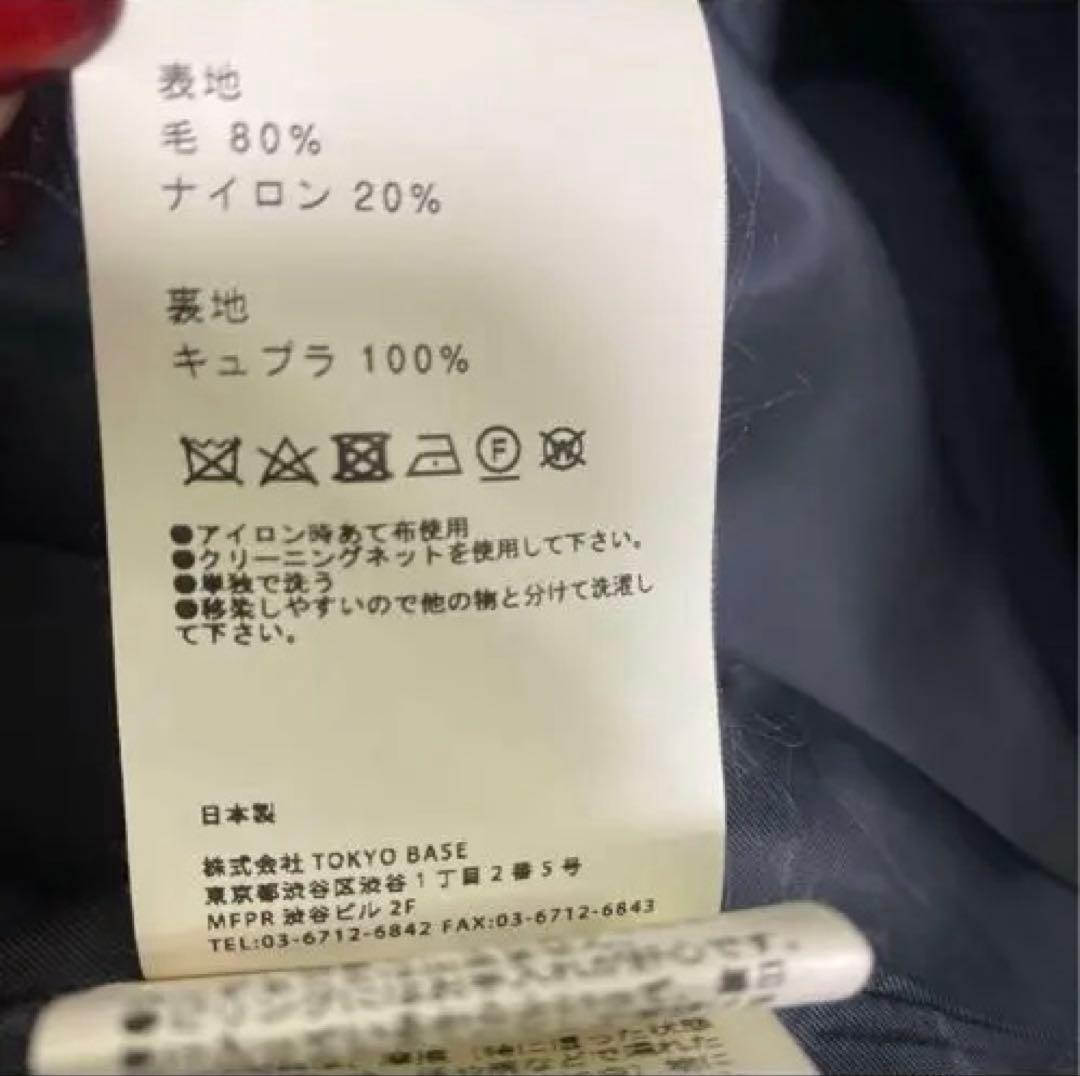 表地
毛 80%
ナイロン 20%
裏地
キュプラ 100%
F
W
●アイロン時あて布使用
●クリーニングネットを使用して下さい。
●単独で洗う
●移染しやすいので他の物と分けて洗濯し
て下さい。
日本製
株式会社 TOKYO BASE
東京都渋谷区渋谷1丁目2番5号
MFPR 渋谷ビル 2F
TEL:03-6712-6842 FAX:03-6712-6843